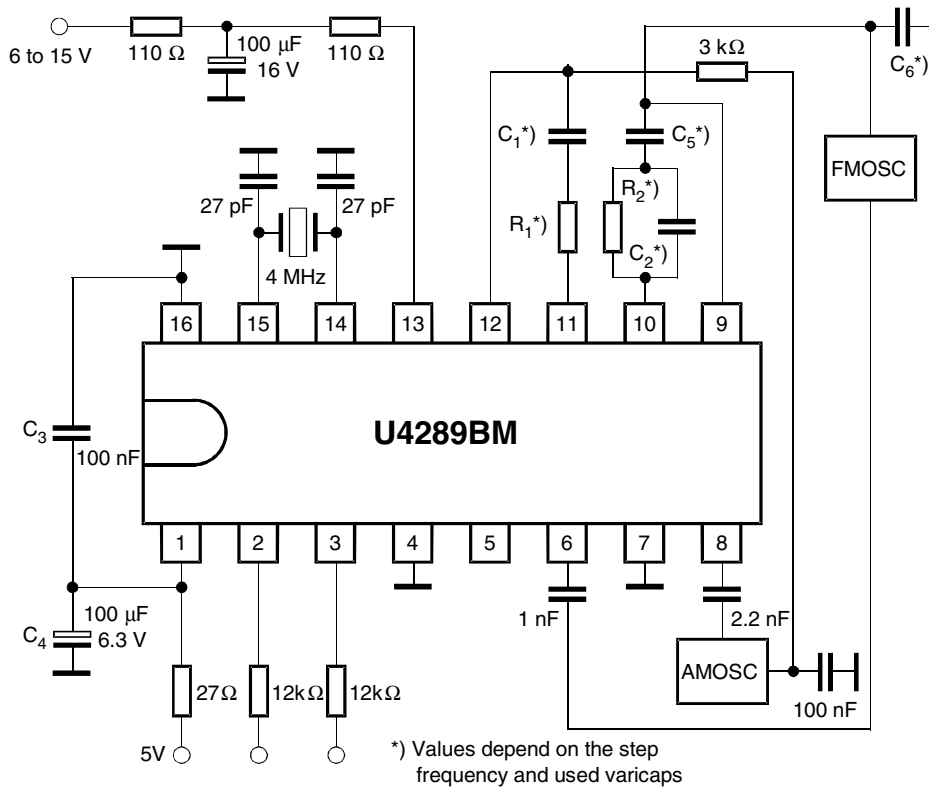 6 to 15 V
110 Ω
100 μF
16 V
110 Ω
3 kΩ
C6*)
C1*)
C5*)
FMOSC
27 pF
27 pF
R2*)
R1*)
C2*)
4 MHz
16
15
14
13
12
11
10
9
C3
100 nF
U4289BM
1
2
3
4
5
6
7
8
C4
100 μF
6.3 V
1 nF
2.2 nF
27Ω
12kΩ
12kΩ
AMOSC
100 nF
5V
*) Values depend on the step
frequency and used varicaps